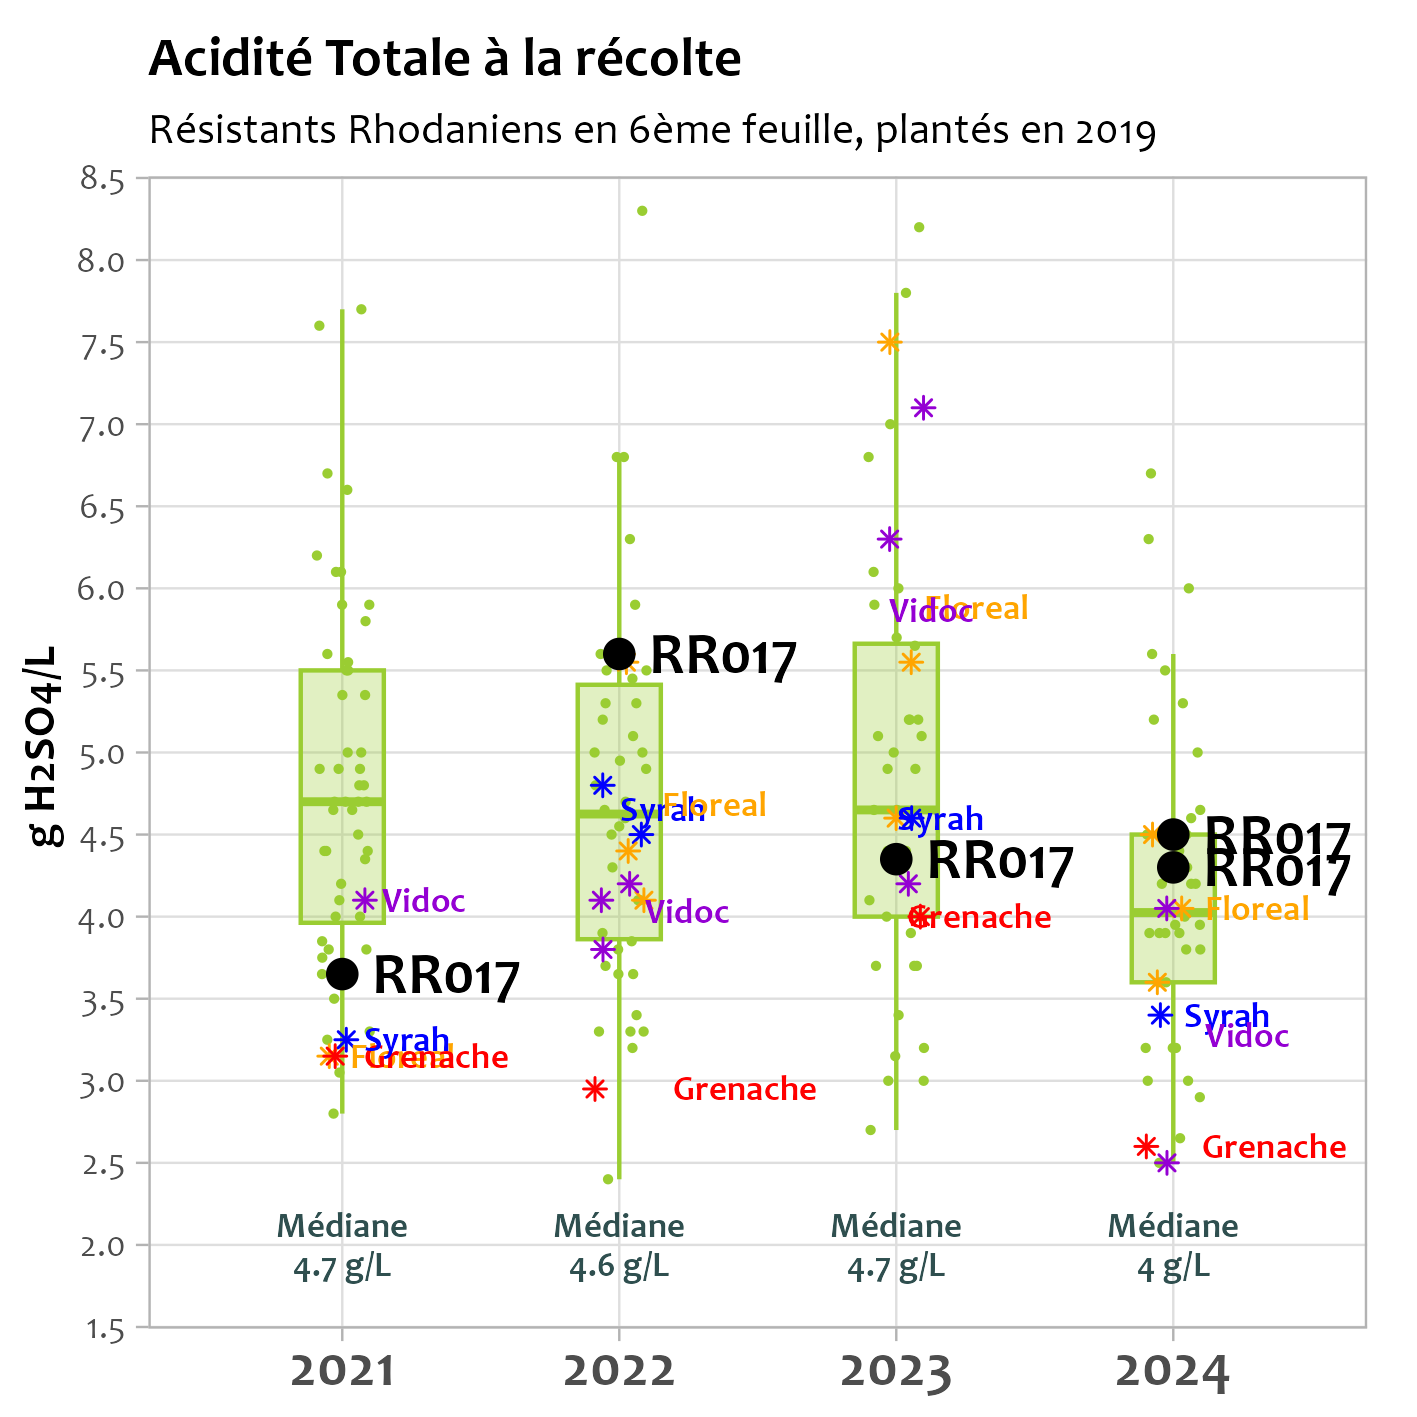 Acidité Totale à la récolte
Résistants Rhodaniens en 6ème feuille, plantés en 2019
g H2SO4/L
8.5
8.0
7.5
7.0
6.5
6.0
5.5
5.0
4.5
4.0
3.5
3.0
2.5
2.0
1.5
Vidoc
RR017
Syrah
Floreal
Grenache
Médiane
4.7 g/L
RR017
Syrah
Floreal
Vidoc
Grenache
Médiane
4.6 g/L
Vidoc
Floreal
Syrah
RR017
Grenache
Médiane
4.7 g/L
RR017
RR017
Floreal
Syrah
Vidoc
Grenache
Médiane
4 g/L
2021
2022
2023
2024